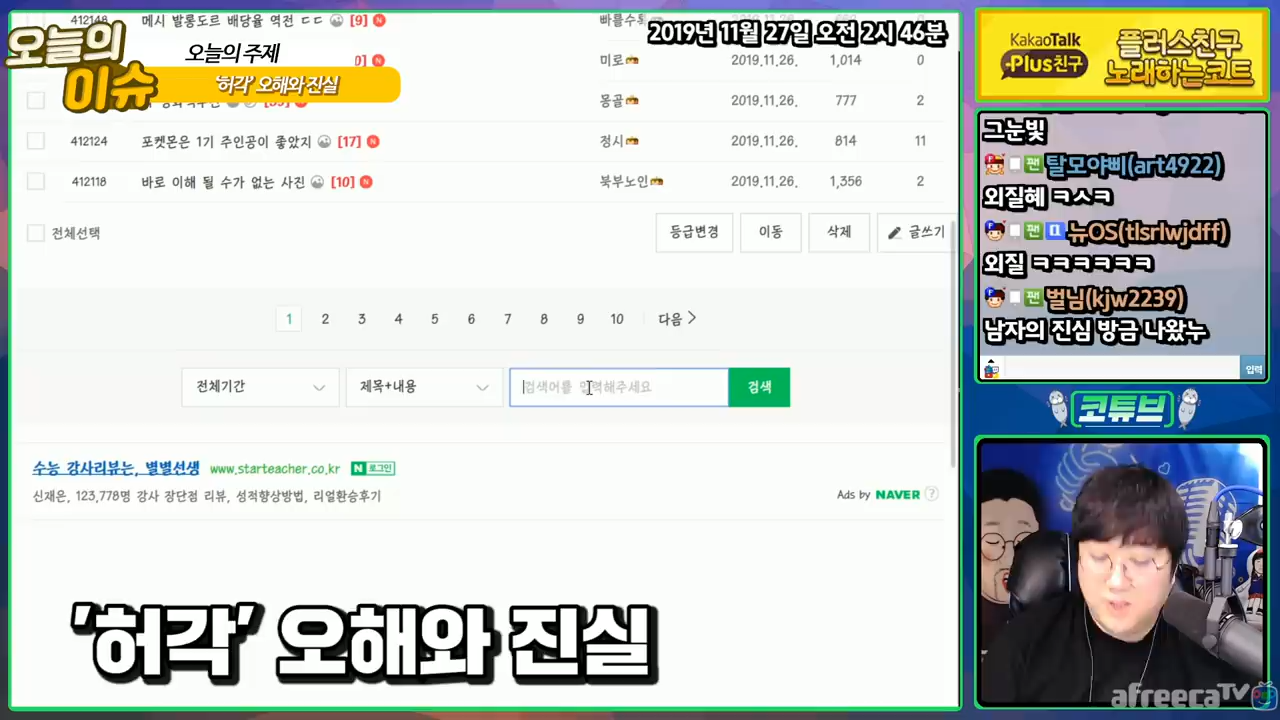 412148 메시 발롱도르 배당율 역전 ㄷㄷ [9] N
2019년 11월 27일 오전 2시 46분
오늘의
이슈
오늘의 주제
'허각' 오해와 진실
미로 2019.11.26. 1,014 0
몽골 2019.11.26. 777 2
412124 포켓몬은 1기 주인공이 좋았지 [17] N 정시 2019.11.26. 814 11
412118 바로 이해 될 수가 없는 사진 [10] N 북부노인 2019.11.26. 1,356 2
전체선택 등급변경 이동 삭제 글쓰기
1 2 3 4 5 6 7 8 9 10 다음
전체기간 제목+내용 검색어를 입력해주세요 검색
수능 강사리뷰는, 별별선생 www.starteacher.co.kr N 로그인
신재은, 123,778명 강사 장단점 리뷰, 성적향상방법, 리얼환승후기
Ads by NAVER ?
'허각' 오해와 진실
KakaoTalk
Plus친구
플러스친구
노래하는코트
그눈빛
팬 탈모야삐(art4922)
외질혜 ㅋㅅㅋ
팬 뉴OS(tlsrlwjdff)
외질 ㅋㅋㅋㅋㅋㅋ
팬 벌님(kjw2239)
남자의 진심 방금 나왔누
입력
코튜브
afreecaTV